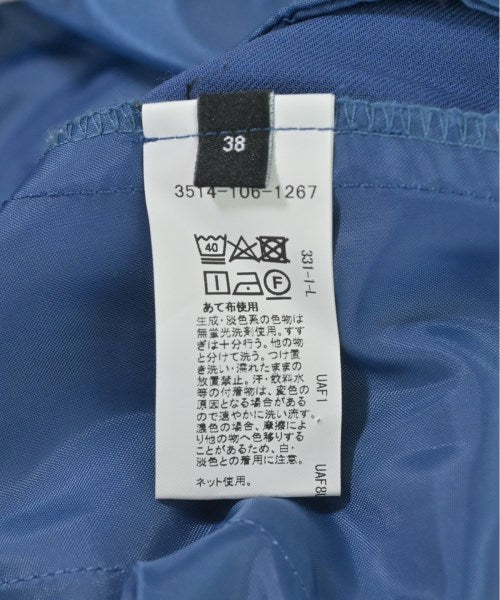 38
3514-106-1267
40
F
あて布使用
生成・淡色系の色物は
無蛍光洗剤使用。すす
ぎは十分行う。他の物
と分けて洗う。つけ置
き洗い・濡れたままの
放置禁止。汗・飲料水
等の付着物は、変色の
原因となる場合がある
ので速やかに洗い流す。
濃色の場合、摩擦によ
り他の物へ色移りする
ことがあるため、白・
淡色との着用に注意。
ネット使用。
331-I-L
UAF1